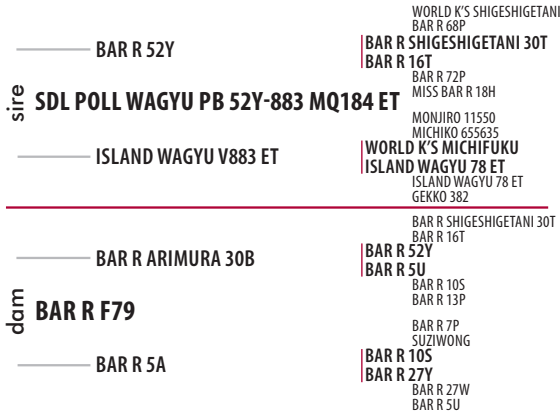 WORLD K'S SHIGESHIGETANI
BAR R 68P
BAR R 52Y
BAR R SHIGESHIGETANI 30T
BAR R 16T
BAR R 72P
MISS BAR R 18H
sire
SDL POLL WAGYU PB 52Y-883 MQ184 ET
MONJIRO 11550
MICHIKO 655635
ISLAND WAGYU V883 ET
WORLD K'S MICHIFUKU
ISLAND WAGYU 78 ET
ISLAND WAGYU 78 ET
GEKKO 382
BAR R SHIGESHIGETANI 30T
BAR R 16T
BAR R ARIMURA 30B
BAR R 52Y
BAR R 5U
BAR R 10S
BAR R 13P
dam
BAR R F79
BAR R 7P
SUZIWONG
BAR R 5A
BAR R 10S
BAR R 27Y
BAR R 27W
BAR R 5U